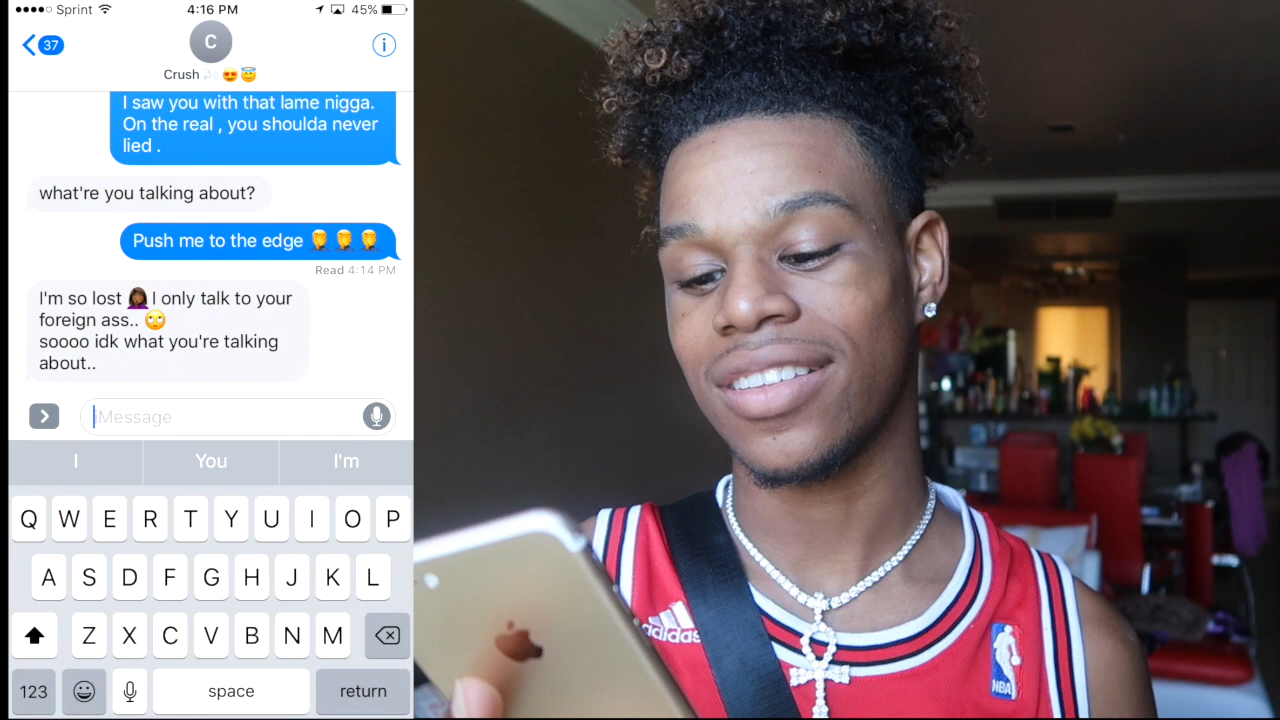 Sprint 4:16 PM 45%
37
C
i
Crush 💨😍😇
I saw you with that lame nigga.
On the real , you shoulda never
lied .
what're you talking about?
Push me to the edge 🤦🤦🤦
Read 4:14 PM
I'm so lost 🤦🏾‍♀️I only talk to your
foreign ass.. 🙄
soooo idk what you're talking
about..
iMessage
I You I'm
Q W E R T Y U I O P
A S D F G H J K L
Z X C V B N M
123 space return
adidas
NBA